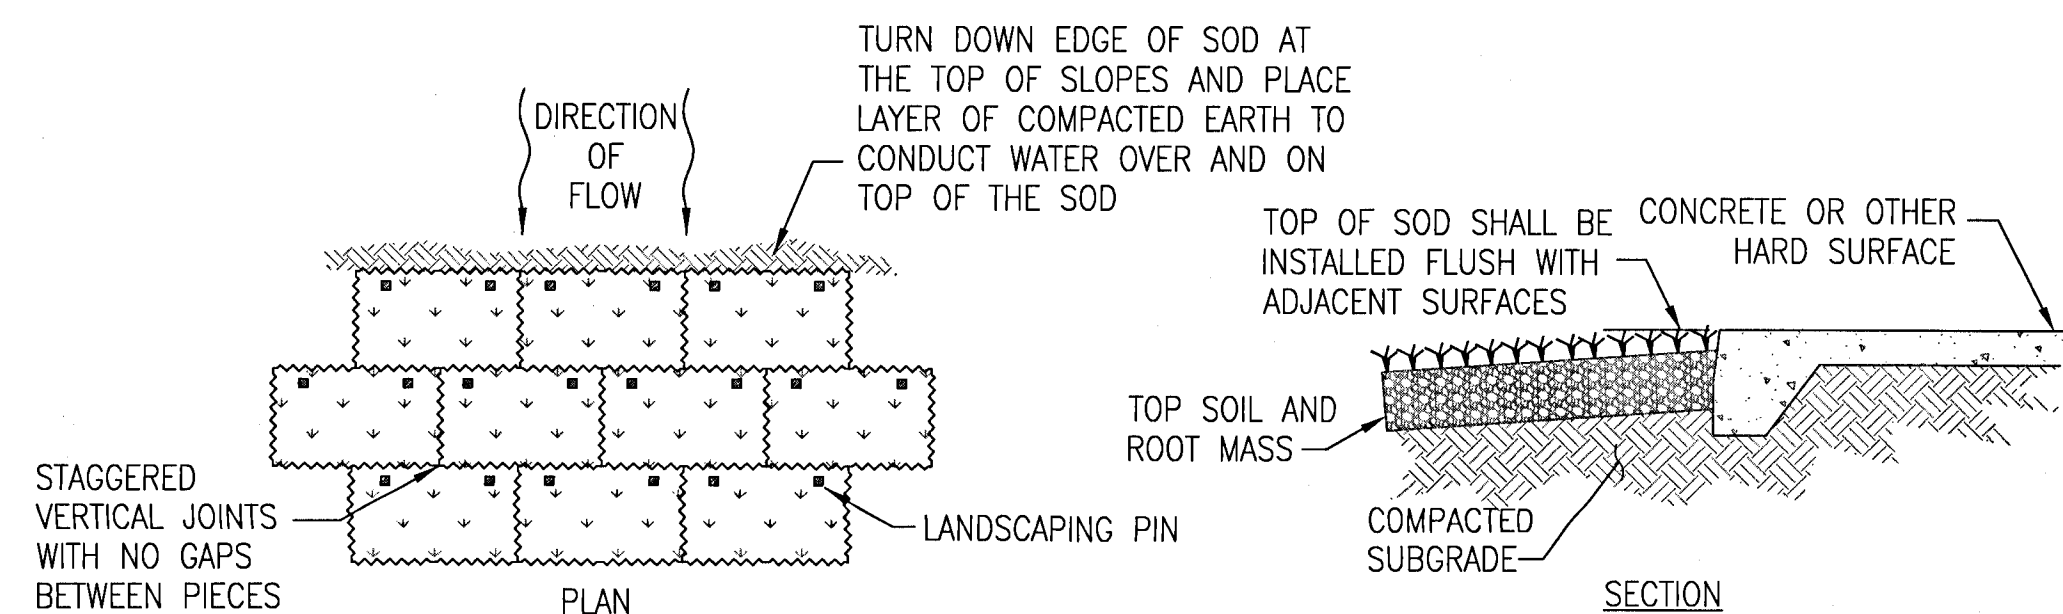 TURN DOWN EDGE OF SOD AT
THE TOP OF SLOPES AND PLACE
LAYER OF COMPACTED EARTH TO
CONDUCT WATER OVER AND ON
TOP OF THE SOD
DIRECTION
OF
FLOW
STAGGERED
VERTICAL JOINTS
WITH NO GAPS
BETWEEN PIECES
LANDSCAPING PIN
PLAN
TOP OF SOD SHALL BE
INSTALLED FLUSH WITH
ADJACENT SURFACES
CONCRETE OR OTHER
HARD SURFACE
TOP SOIL AND
ROOT MASS
COMPACTED
SUBGRADE
SECTION